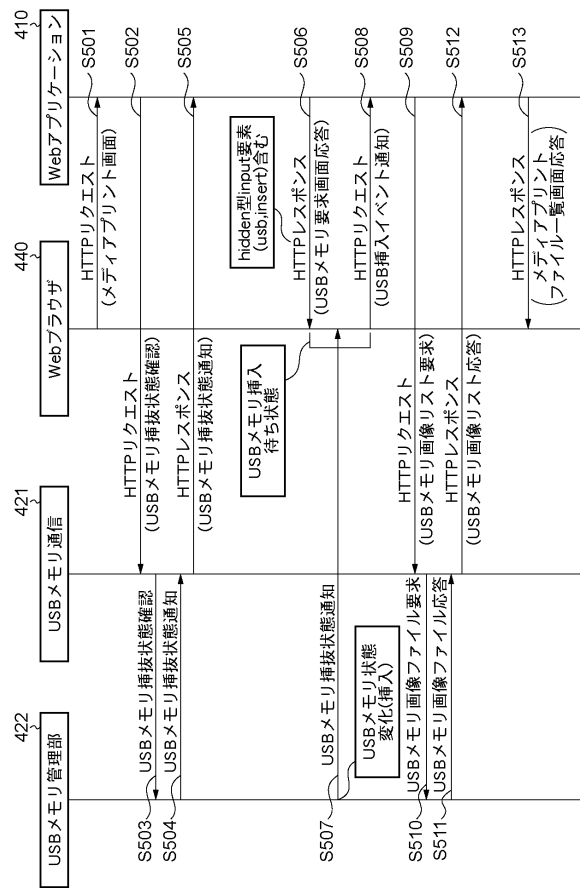 422
421
440
410
USBメモリ管理部
USBメモリ通信
Webブラウザ
Webアプリケーション
HTTPリクエスト
(メディアプリント画面)
S501
HTTPリクエスト
(USBメモリ挿抜状態確認)
S502
USBメモリ挿抜状態確認
S503
USBメモリ挿抜状態通知
S504
HTTPレスポンス
(USBメモリ挿抜状態通知)
S505
hidden型input要素
(usb,insert)含む
HTTPレスポンス
(USBメモリ要求画面応答)
S506
USBメモリ挿入
待ち状態
USBメモリ挿抜状態通知
S507
USBメモリ状態
変化(挿入)
HTTPリクエスト
(USB挿入イベント通知)
S508
HTTPリクエスト
(USBメモリ画像リスト要求)
S509
USBメモリ画像ファイル要求
S510
USBメモリ画像ファイル応答
S511
HTTPレスポンス
(USBメモリ画像リスト応答)
S512
HTTPレスポンス
(メディアプリント
ファイル一覧画面応答)
S513